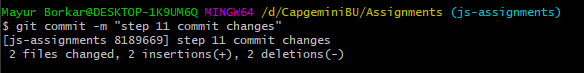 Mayur Borkar@DESKTOP-1K9UM6Q MINGW64 /d/CapgeminiBU/Assignments (js-assignments)
$ git commit -m "step 11 commit changes"
[js-assignments 8189669] step 11 commit changes
 2 files changed, 2 insertions(+), 2 deletions(-)